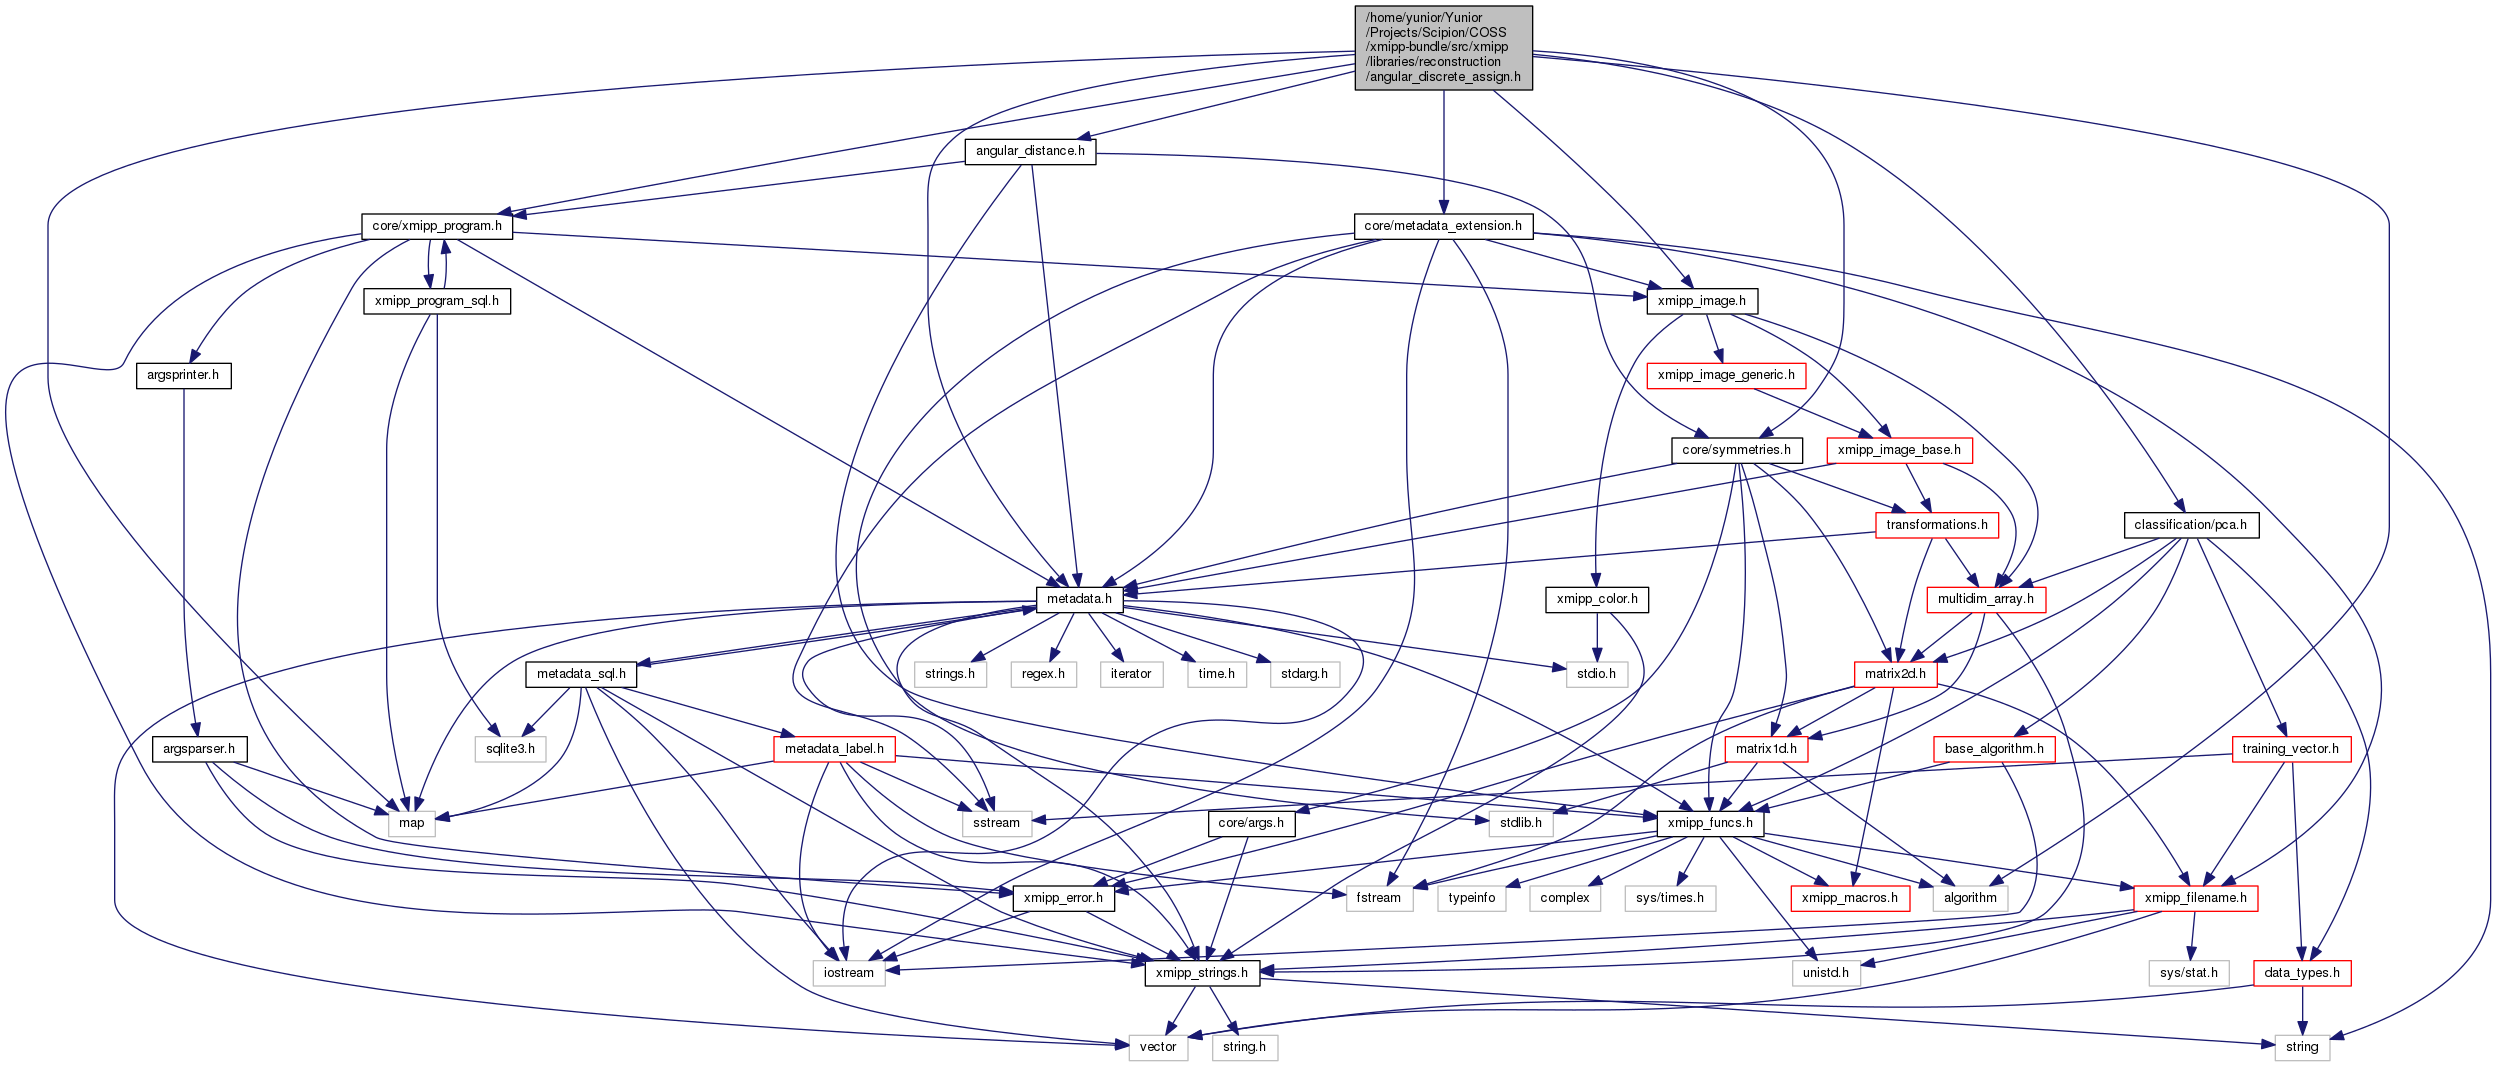 /home/yunior/Yunior
/Projects/Scipion/COSS
/xmipp-bundle/src/xmipp
/libraries/reconstruction
/angular_discrete_assign.h
angular_distance.h
core/xmipp_program.h
core/metadata_extension.h
xmipp_program_sql.h
xmipp_image.h
argsprinter.h
xmipp_image_generic.h
core/symmetries.h
xmipp_image_base.h
transformations.h
classification/pca.h
metadata.h
xmipp_color.h
multidim_array.h
metadata_sql.h
strings.h
regex.h
iterator
time.h
stdarg.h
stdio.h
matrix2d.h
argsparser.h
sqlite3.h
metadata_label.h
matrix1d.h
base_algorithm.h
training_vector.h
map
sstream
stdlib.h
core/args.h
xmipp_funcs.h
xmipp_error.h
fstream
typeinfo
complex
sys/times.h
xmipp_macros.h
algorithm
xmipp_filename.h
iostream
xmipp_strings.h
unistd.h
sys/stat.h
data_types.h
vector
string.h
string